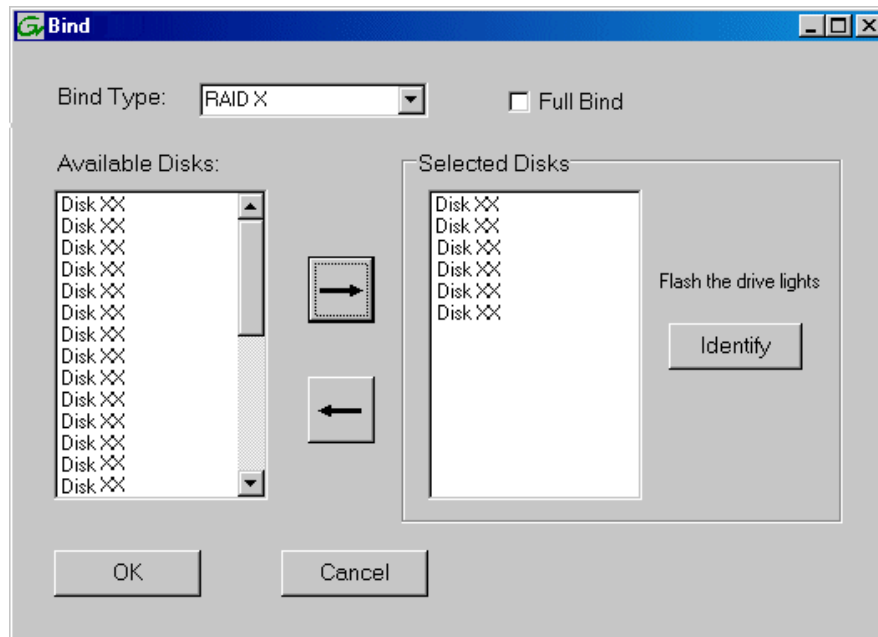 Bind
Bind Type: RAID X Full Bind
Available Disks: Selected Disks
Disk XX Disk XX
Disk XX Disk XX
Disk XX Disk XX
Disk XX Disk XX
Disk XX Disk XX Flash the drive lights
Disk XX Disk XX
Disk XX
Disk XX Identify
Disk XX
Disk XX
Disk XX
Disk XX
Disk XX
Disk XX
OK Cancel